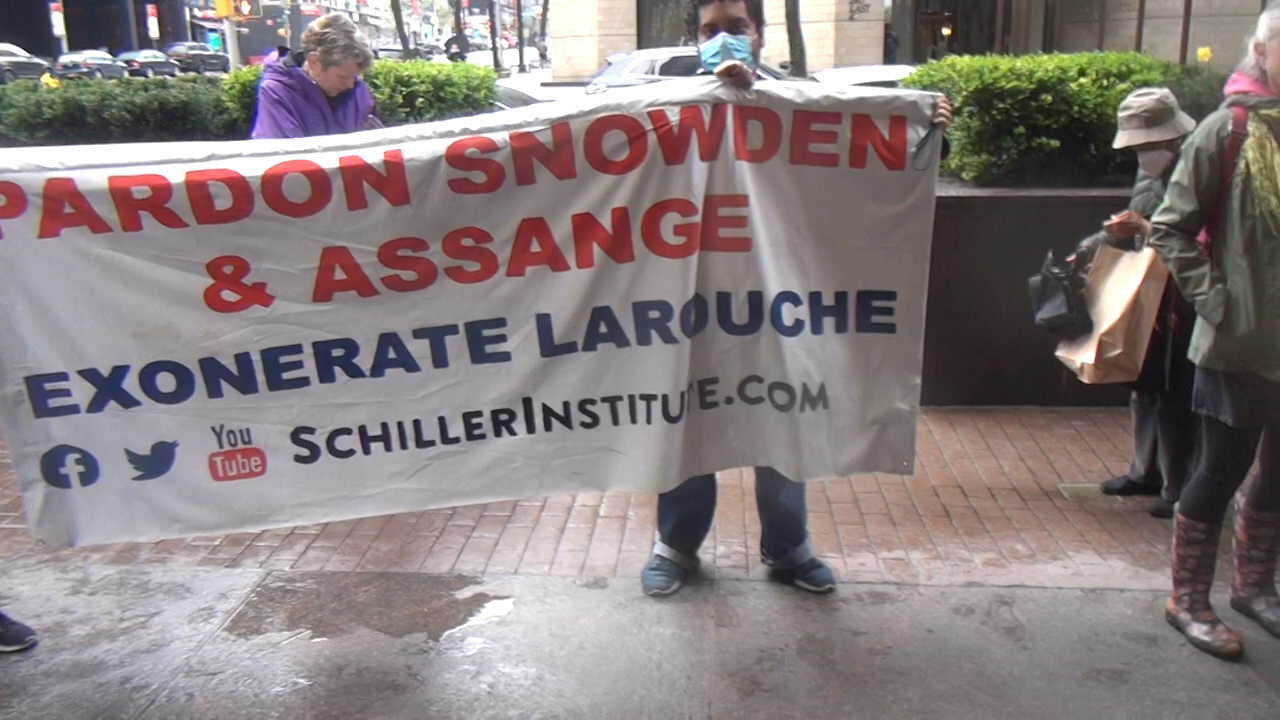 PARDON SNOWDEN
& ASSANGE
EXONERATE LAROUCHE
You
Tube
SCHILLERINSTITUTE.COM